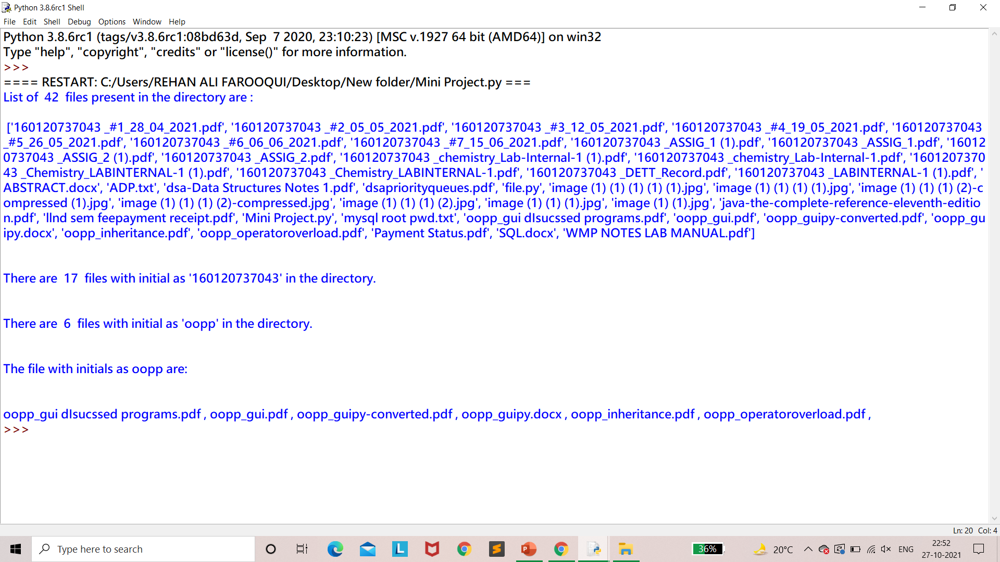 Python 3.8.6rc1 Shell
File Edit Shell Debug Options Window Help
Python 3.8.6rc1 (tags/v3.8.6rc1:08bd63d, Sep  7 2020, 23:10:23) [MSC v.1927 64 bit (AMD64)] on win32
Type "help", "copyright", "credits" or "license()" for more information.
>>>
==== RESTART: C:/Users/REHAN ALI FAROOQUI/Desktop/New folder/Mini Project.py ===
List of  42  files present in the directory are :
['160120737043 _#1_28_04_2021.pdf', '160120737043 _#2_05_05_2021.pdf', '160120737043 _#3_12_05_2021.pdf', '160120737043 _#4_19_05_2021.pdf', '160120737043
_#5_26_05_2021.pdf', '160120737043 _#6_06_06_2021.pdf', '160120737043 _#7_15_06_2021.pdf', '160120737043 _ASSIG_1 (1).pdf', '160120737043 _ASSIG_1.pdf', '16012
0737043 _ASSIG_2 (1).pdf', '160120737043 _ASSIG_2.pdf', '160120737043 _chemistry_Lab-Internal-1 (1).pdf', '160120737043 _chemistry_Lab-Internal-1.pdf', '1601207370
43 _Chemistry_LABINTERNAL-1 (1).pdf', '160120737043 _Chemistry_LABINTERNAL-1.pdf', '160120737043 _DETT_Record.pdf', '160120737043 _LABINTERNAL-1 (1).pdf', '
ABSTRACT.docx', 'ADP.txt', 'dsa-Data Structures Notes 1.pdf', 'dsapriorityqueues.pdf', 'file.py', 'image (1) (1) (1) (1) (1).jpg', 'image (1) (1) (1) (1).jpg', 'image (1) (1) (1) (2)-c
ompressed (1).jpg', 'image (1) (1) (1) (2)-compressed.jpg', 'image (1) (1) (1) (2).jpg', 'image (1) (1) (1).jpg', 'image (1) (1).jpg', 'java-the-complete-reference-eleventh-editio
n.pdf', 'llnd sem feepayment receipt.pdf', 'Mini Project.py', 'mysql root pwd.txt', 'oopp_gui dIsucssed programs.pdf', 'oopp_gui.pdf', 'oopp_guipy-converted.pdf', 'oopp_gu
ipy.docx', 'oopp_inheritance.pdf', 'oopp_operatoroverload.pdf', 'Payment Status.pdf', 'SQL.docx', 'WMP NOTES LAB MANUAL.pdf']
There are  17  files with initial as '160120737043' in the directory.
There are  6  files with initial as 'oopp' in the directory.
The file with initials as oopp are:
oopp_gui dIsucssed programs.pdf , oopp_gui.pdf , oopp_guipy-converted.pdf , oopp_guipy.docx , oopp_inheritance.pdf , oopp_operatoroverload.pdf ,
>>>
Ln: 20 Col: 4
Type here to search
L
P
36%
20°C
ENG
22:52
27-10-2021